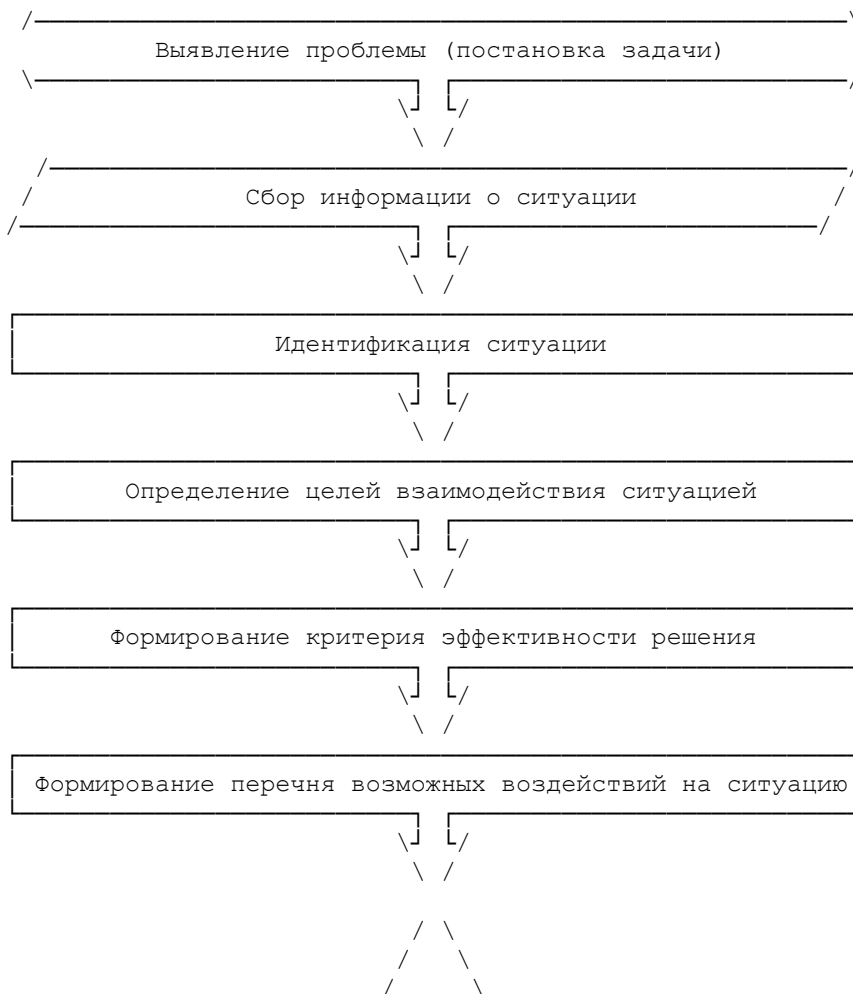 Выявление проблемы (постановка задачи)
Сбор информации о ситуации
Идентификация ситуации
Определение целей взаимодействия ситуацией
Формирование критерия эффективности решения
Формирование перечня возможных воздействий на ситуацию